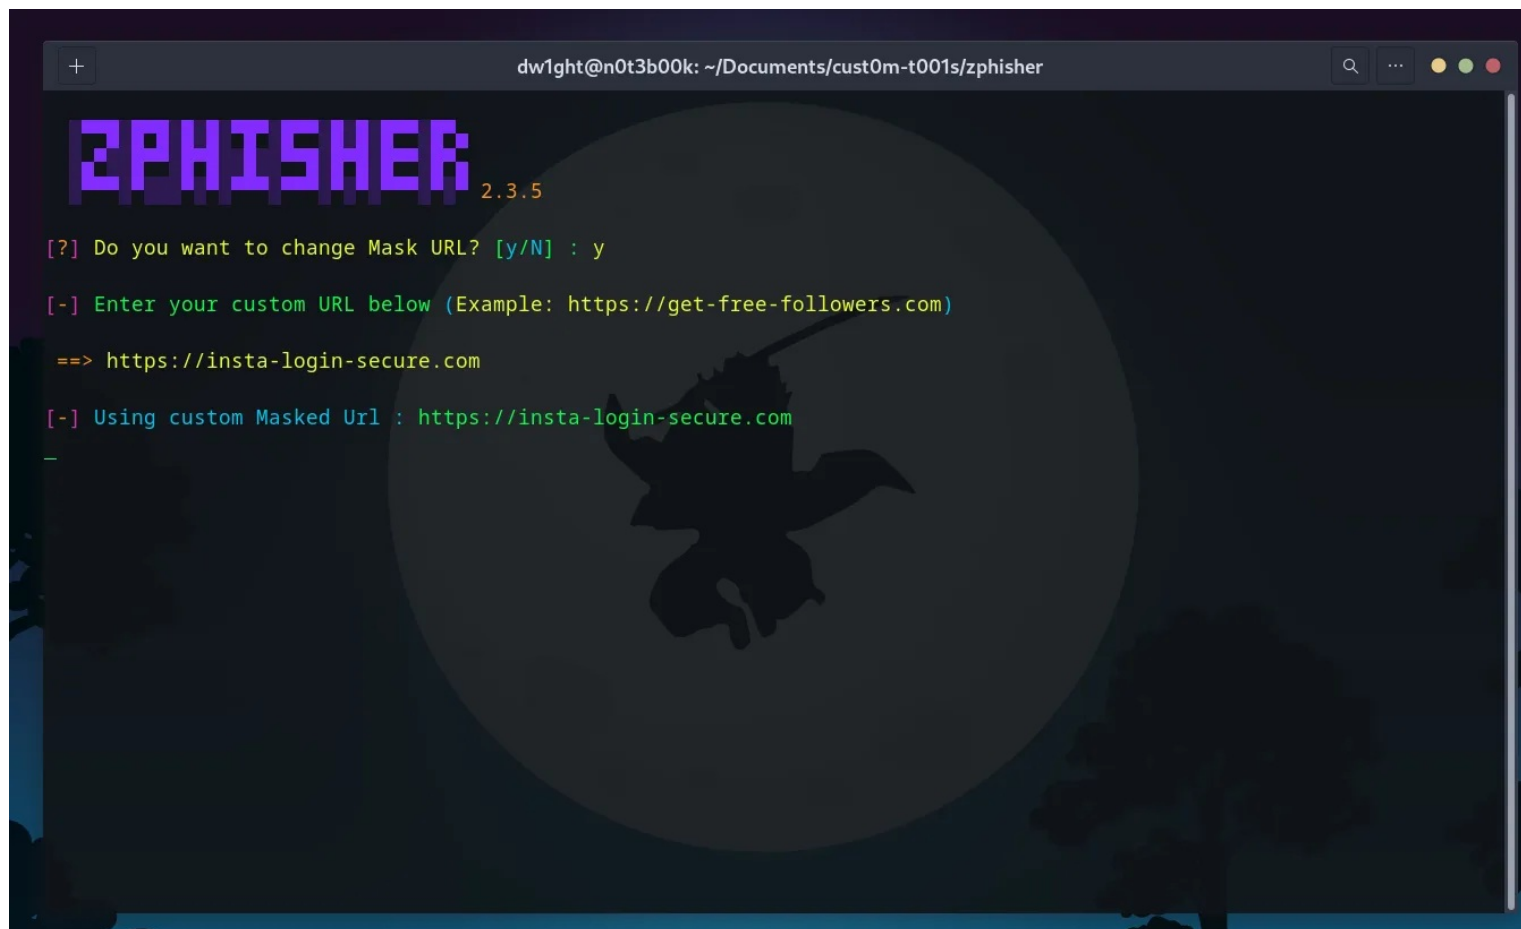 dw1ght@n0t3b00k: ~/Documents/cust0m-t001s/zphisher
ZPHISHER 2.3.5
[?] Do you want to change Mask URL? [y/N] : y
[-] Enter your custom URL below (Example: https://get-free-followers.com)
==> https://insta-login-secure.com
[-] Using custom Masked Url : https://insta-login-secure.com